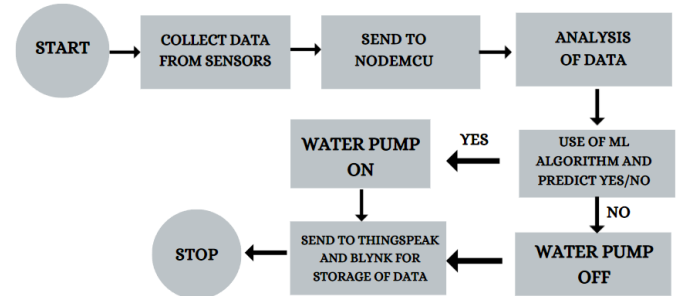 START
COLLECT DATA
FROM SENSORS
SEND TO
NODEMCU
ANALYSIS
OF DATA
USE OF ML
ALGORITHM AND
PREDICT YES/NO
YES
WATER PUMP
ON
NO
WATER PUMP
OFF
SEND TO THINGSPEAK
AND BLYNK FOR
STORAGE OF DATA
STOP